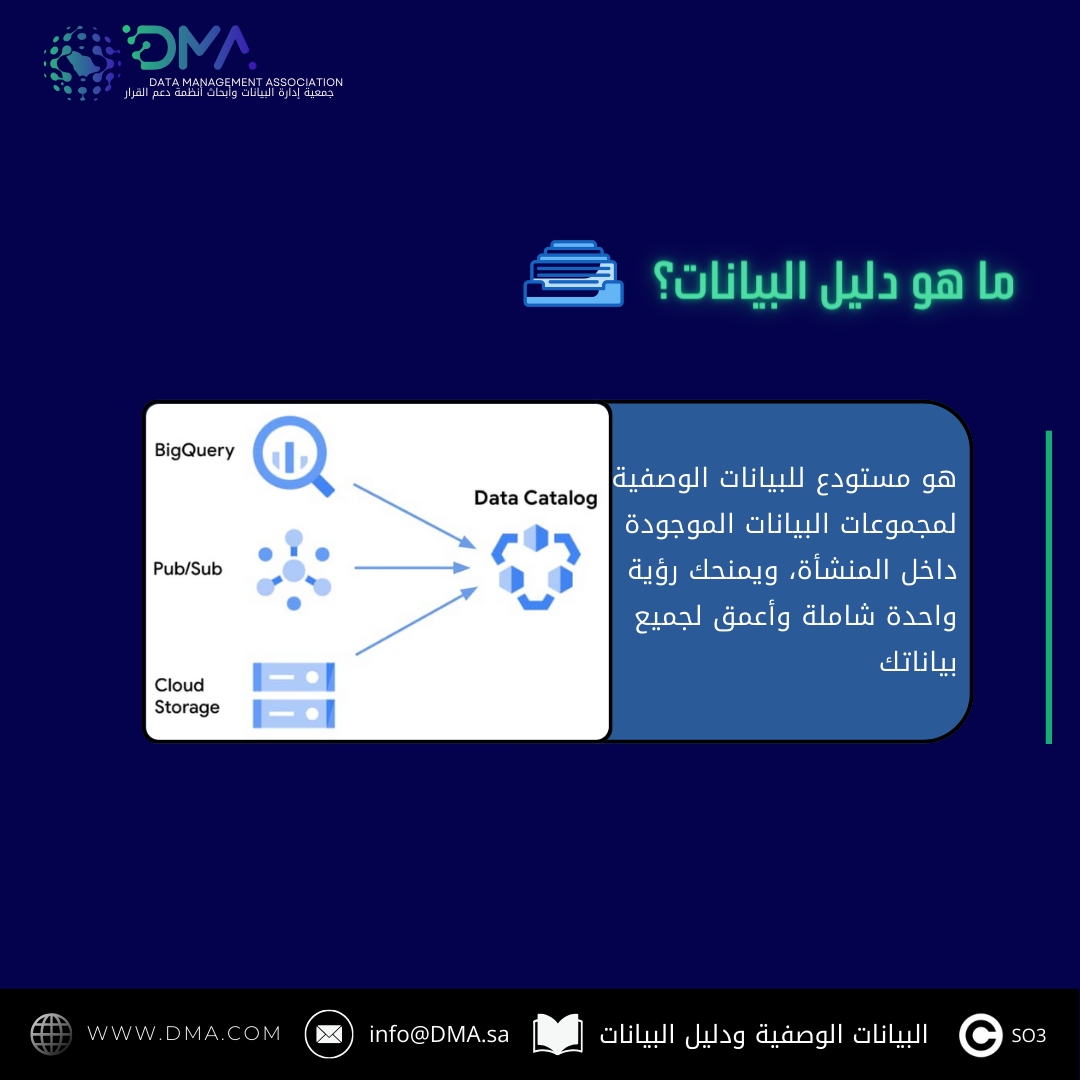 DMA
DATA MANAGEMENT ASSOCIATION
جمعية إدارة البيانات وأبحاث أنظمة دعم القرار
ما هو دليل البيانات؟
هو مستودع للبيانات الوصفية
لمجموعات البيانات الموجودة
داخل المنشأة، ويمنحك رؤية
واحدة شاملة وأعمق لجميع
بياناتك
BigQuery
Data Catalog
Pub/Sub
Cloud
Storage
WWW.DMA.COM
info@DMA.sa
البيانات الوصفية ودليل البيانات
C SO3